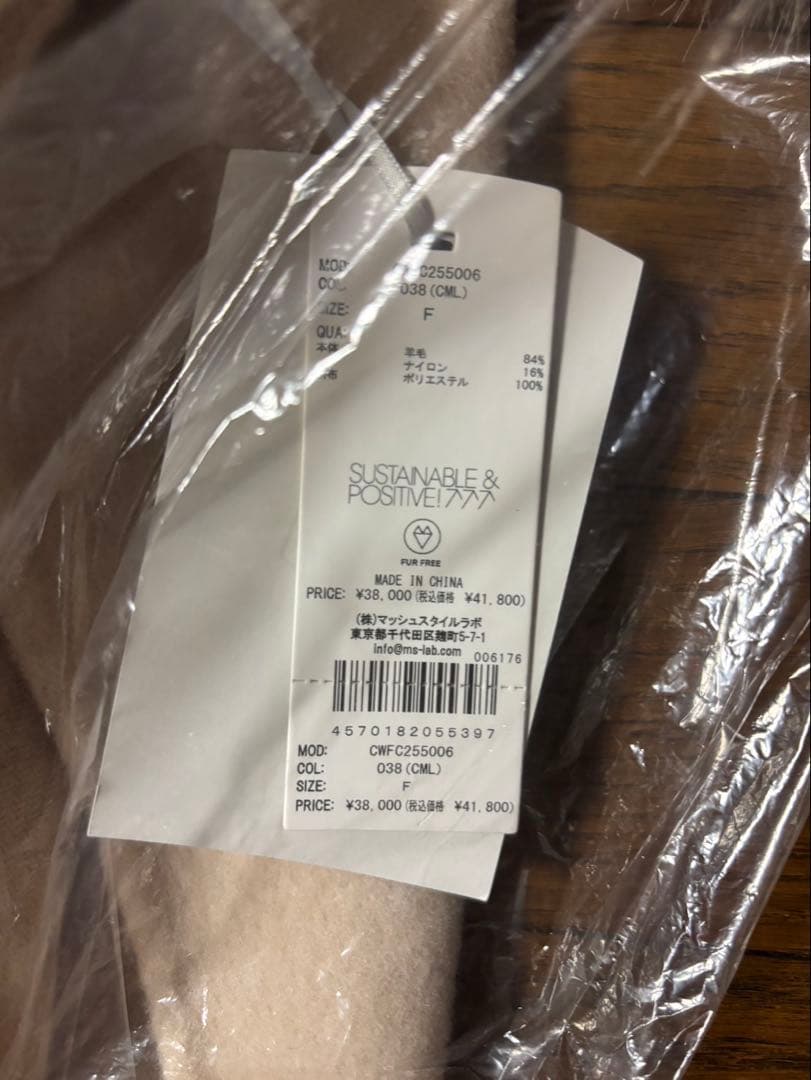 MOD: C255006
COL: 038(CML)
SIZE: F
QUA:
本体 羊毛 84%
ナイロン 16%
ポリエステル 100%
SUSTAINABLE &
POSITIVE!
FUR FREE
MADE IN CHINA
PRICE: ¥38,000(税込価格 ¥41,800)
(株)マッシュスタイルラボ
東京都千代田区麹町5-7-1
info@ms-lab.com 006176
4570182055397
MOD: CWFC255006
COL: 038(CML)
SIZE: F
PRICE: ¥38,000(税込価格 ¥41,800)